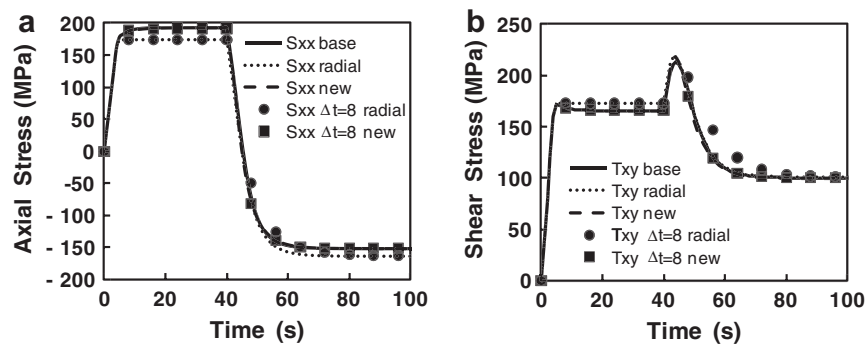 a
Axial Stress (MPa)
200
150
100
50
0
-50
- 100
- 150
- 200
Sxx base
Sxx radial
Sxx new
Sxx Δt=8 radial
Sxx Δt=8 new
0 20 40 60 80 100
Time (s)
b
Shear Stress (MPa)
250
200
150
100
50
0
Txy base
Txy radial
Txy new
Txy Δt=8 radial
Txy Δt=8 new
0 20 40 60 80 100
Time (s)